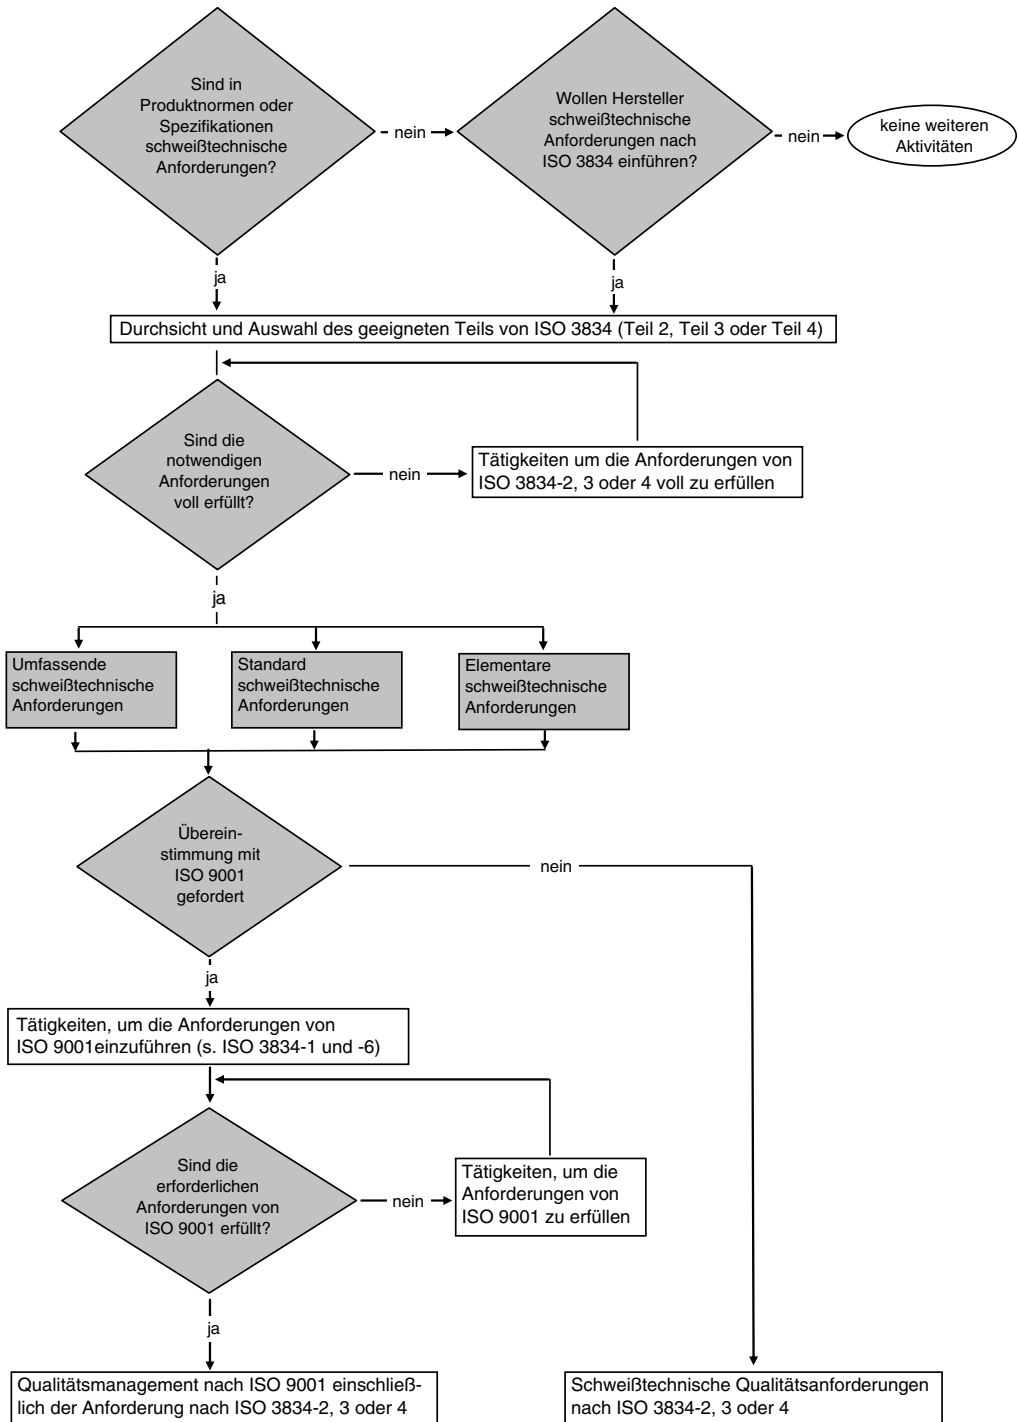 Sind in
Produktnormen oder
Spezifikationen
schweißtechnische
Anforderungen?
nein
Wollen Hersteller
schweißtechnische
Anforderungen nach
ISO 3834 einführen?
nein
keine weiteren
Aktivitäten
ja
ja
Durchsicht und Auswahl des geeigneten Teils von ISO 3834 (Teil 2, Teil 3 oder Teil 4)
Sind die
notwendigen
Anforderungen
voll erfüllt?
nein
Tätigkeiten um die Anforderungen von
ISO 3834-2, 3 oder 4 voll zu erfüllen
ja
Umfassende
schweißtechnische
Anforderungen
Standard
schweißtechnische
Anforderungen
Elementare
schweißtechnische
Anforderungen
Überein-
stimmung mit
ISO 9001
gefordert
nein
ja
Tätigkeiten, um die Anforderungen von
ISO 9001einzuführen (s. ISO 3834-1 und -6)
Sind die
erforderlichen
Anforderungen von
ISO 9001 erfüllt?
nein
Tätigkeiten, um die
Anforderungen von
ISO 9001 zu erfüllen
ja
Qualitätsmanagement nach ISO 9001 einschließ-
lich der Anforderung nach ISO 3834-2, 3 oder 4
Schweißtechnische Qualitätsanforderungen
nach ISO 3834-2, 3 oder 4